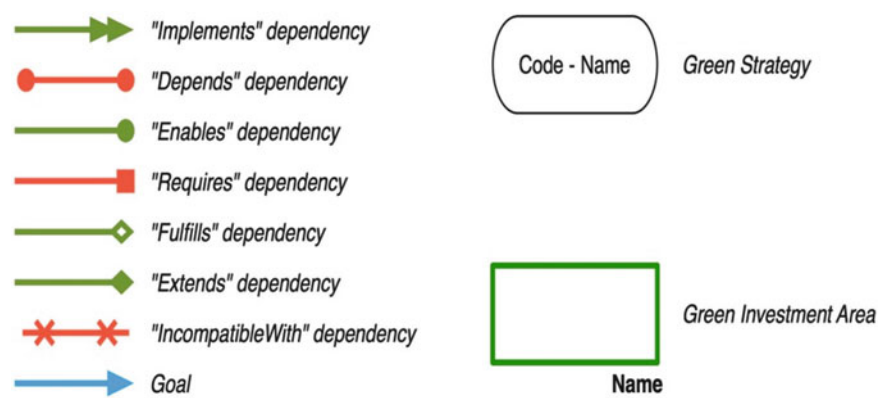 "Implements" dependency
"Depends" dependency
"Enables" dependency
"Requires" dependency
"Fulfills" dependency
"Extends" dependency
"IncompatibleWith" dependency
Goal
Code - Name
Green Strategy
Green Investment Area
Name